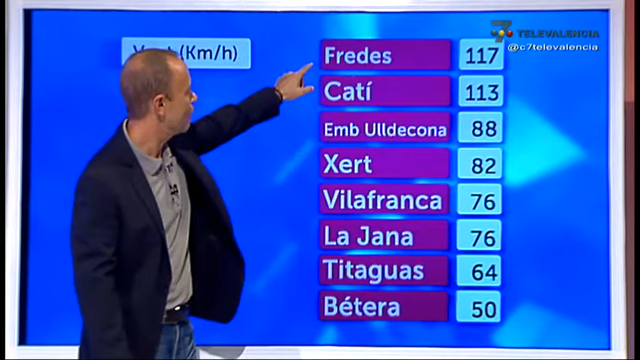 7 TELEVALENCIA
@c7televalencia
(Km/h)
Fredes 117
Catí 113
Emb Ulldecona 88
Xert 82
Vilafranca 76
La Jana 76
Titaguas 64
Bétera 50